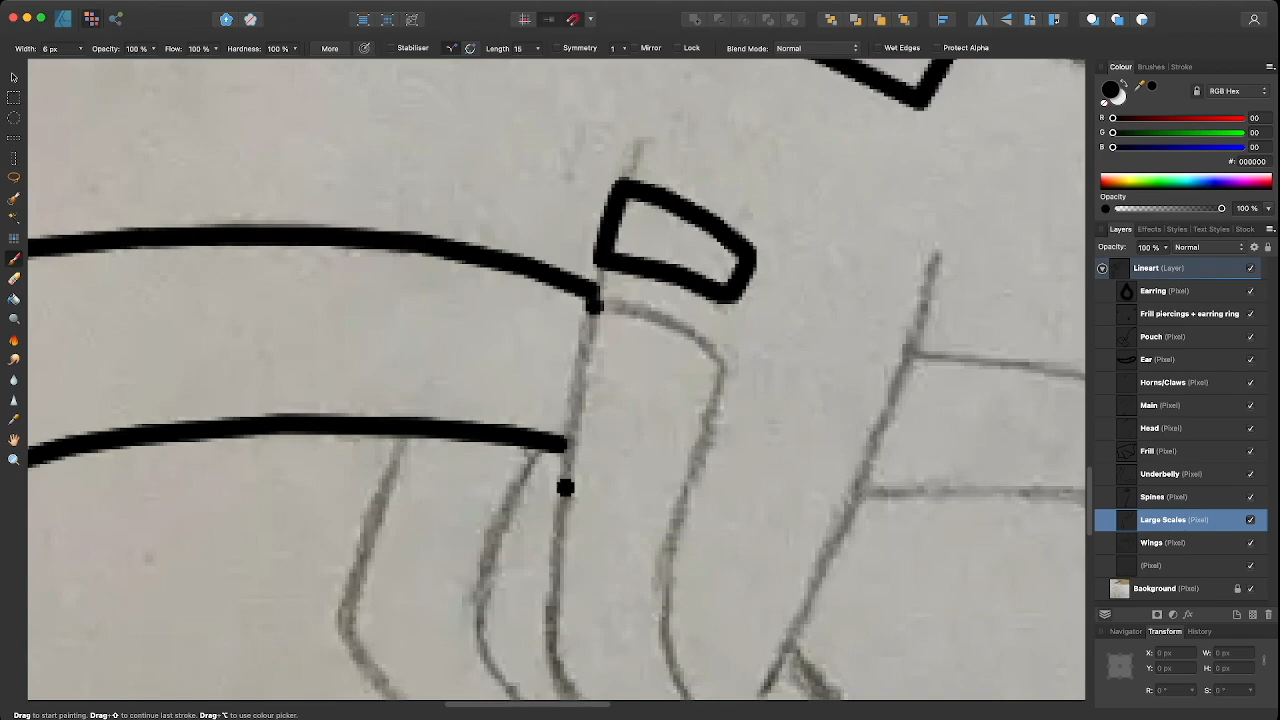 Width: 6 px Opacity: 100 % Flow: 100 % Hardness: 100 % More Stabiliser Length 15 Symmetry 1 Mirror Lock Blend Mode: Normal Wet Edges Protect Alpha
Colour Brushes Stroke
RGB Hex
R 00
G 00
B 00
#: 000000
Opacity
100 %
Layers Effects Styles Text Styles Stock
Opacity: 100 % Normal
Lineart (Layer)
Earring (Pixel)
Frill piercings + earring ring
Pouch (Pixel)
Ear (Pixel)
Horns/Claws (Pixel)
Main (Pixel)
Head (Pixel)
Frill (Pixel)
Underbelly (Pixel)
Spines (Pixel)
Large Scales (Pixel)
Wings (Pixel)
(Pixel)
Background (Pixel)
Navigator Transform History
X: 0 px W: 0 px
Y: 0 px H: 0 px
R: 0 ° S: 0 °
Drag to start painting. Drag+⇧ to continue last stroke. Drag+⌥ to use colour picker.